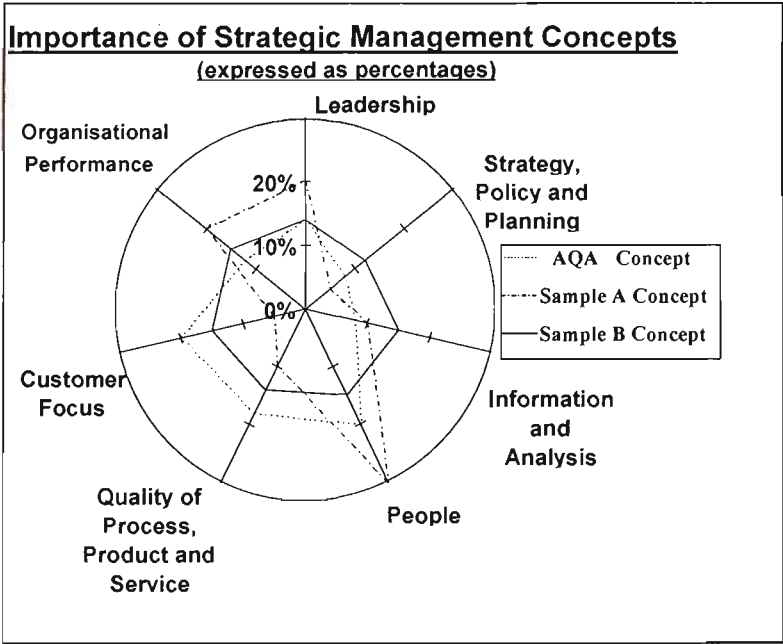 Importance of Strategic Management Concepts
(expressed as percentages)
Leadership
Organisational
Performance
Strategy,
Policy and
Planning
20%
10%
0%
AQA Concept
Sample A Concept
Sample B Concept
Customer
Focus
Information
and
Analysis
Quality of
Process,
Product and
Service
People